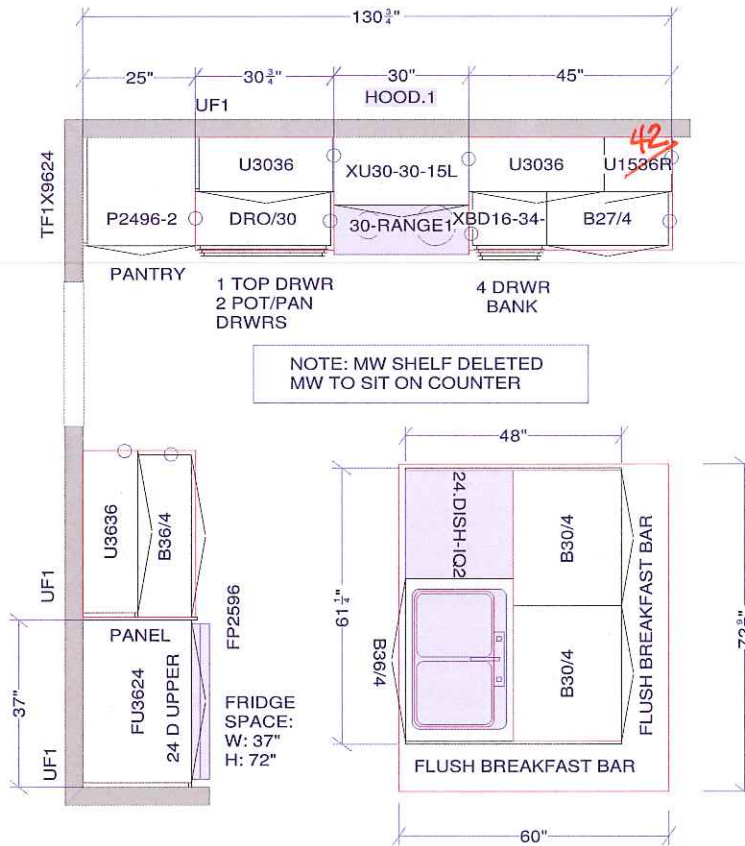 130 3/4"
25"
30 3/4"
30"
45"
UF1
HOOD.1
42
TF1X9624
U3036
XU30-30-15L
U3036
U1536R
P2496-2
DRO/30
30-RANGE1
XBD16-34-
B27/4
PANTRY
1 TOP DRWR
2 POT/PAN
DRWRS
4 DRWR
BANK
NOTE: MW SHELF DELETED
MW TO SIT ON COUNTER
48"
U3636
B36/4
24.DISH-IQ2
B30/4
UF1
FP2596
61 1/4"
B36/4
B30/4
FLUSH BREAKFAST BAR
PANEL
37"
FU3624
24 D UPPER
FRIDGE
SPACE:
W: 37"
H: 72"
UF1
FLUSH BREAKFAST BAR
60"